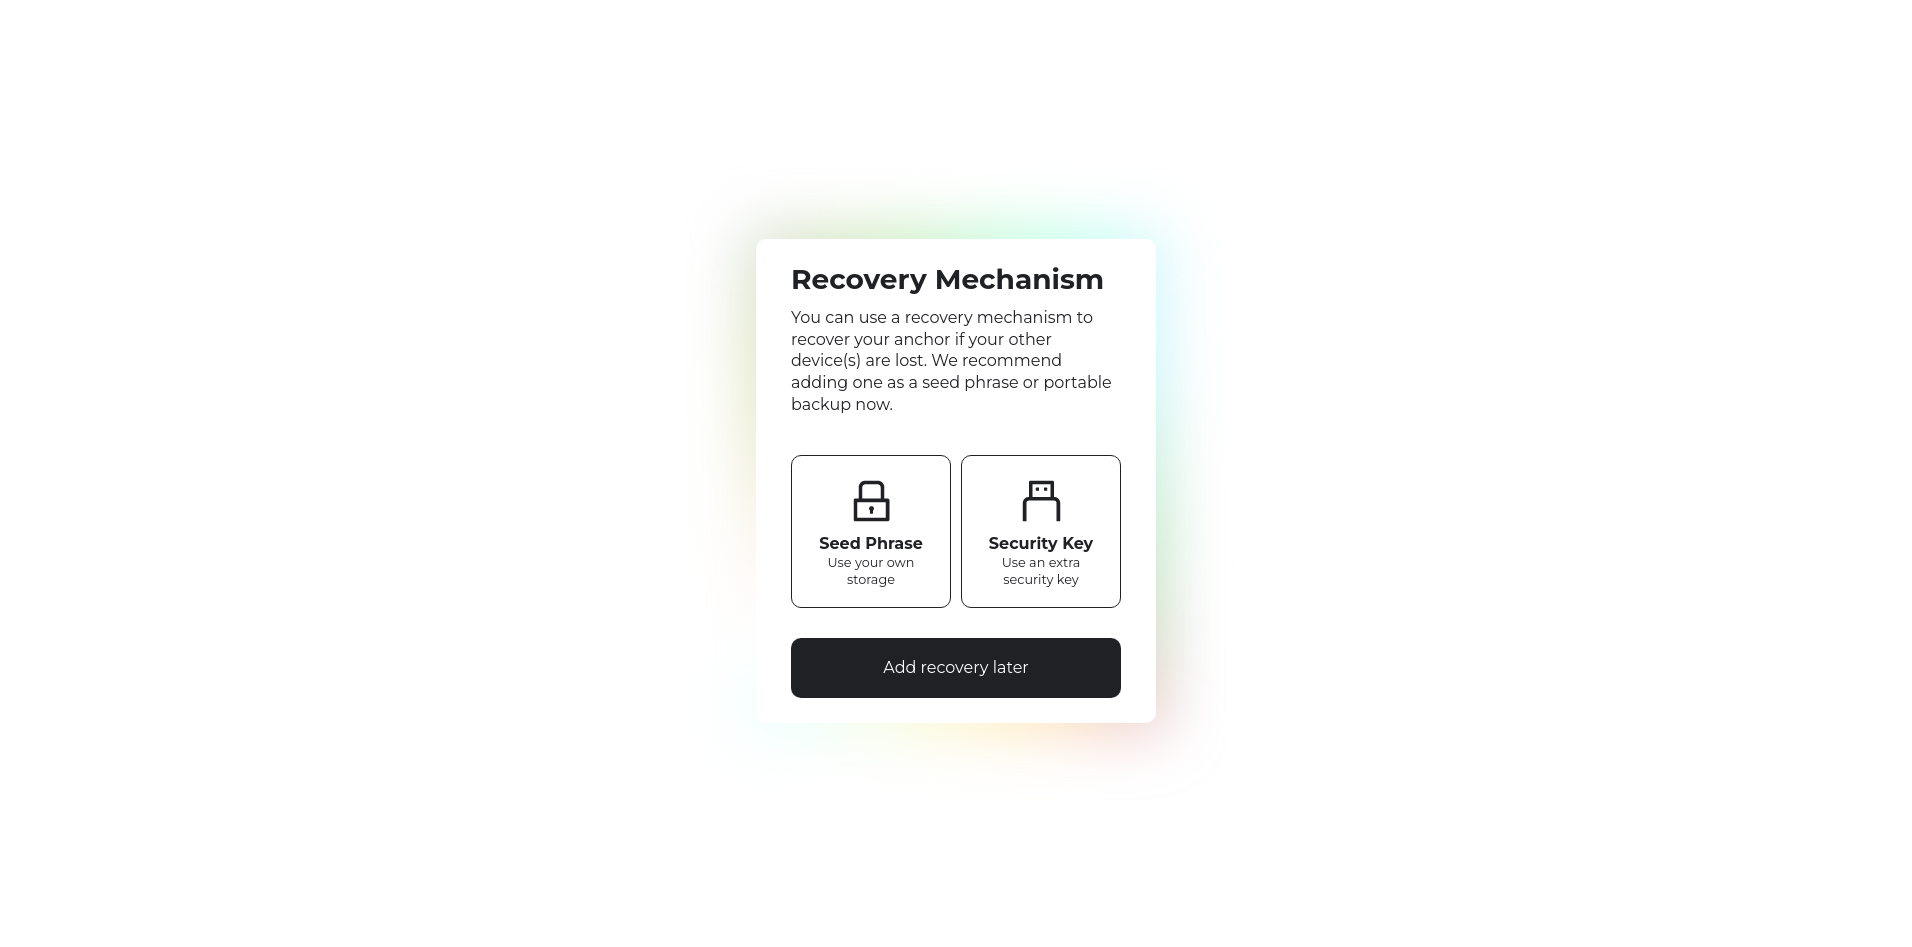 Recovery Mechanism
You can use a recovery mechanism to
recover your anchor if your other
device(s) are lost. We recommend
adding one as a seed phrase or portable
backup now.
Seed Phrase
Use your own
storage
Security Key
Use an extra
security key
Add recovery later